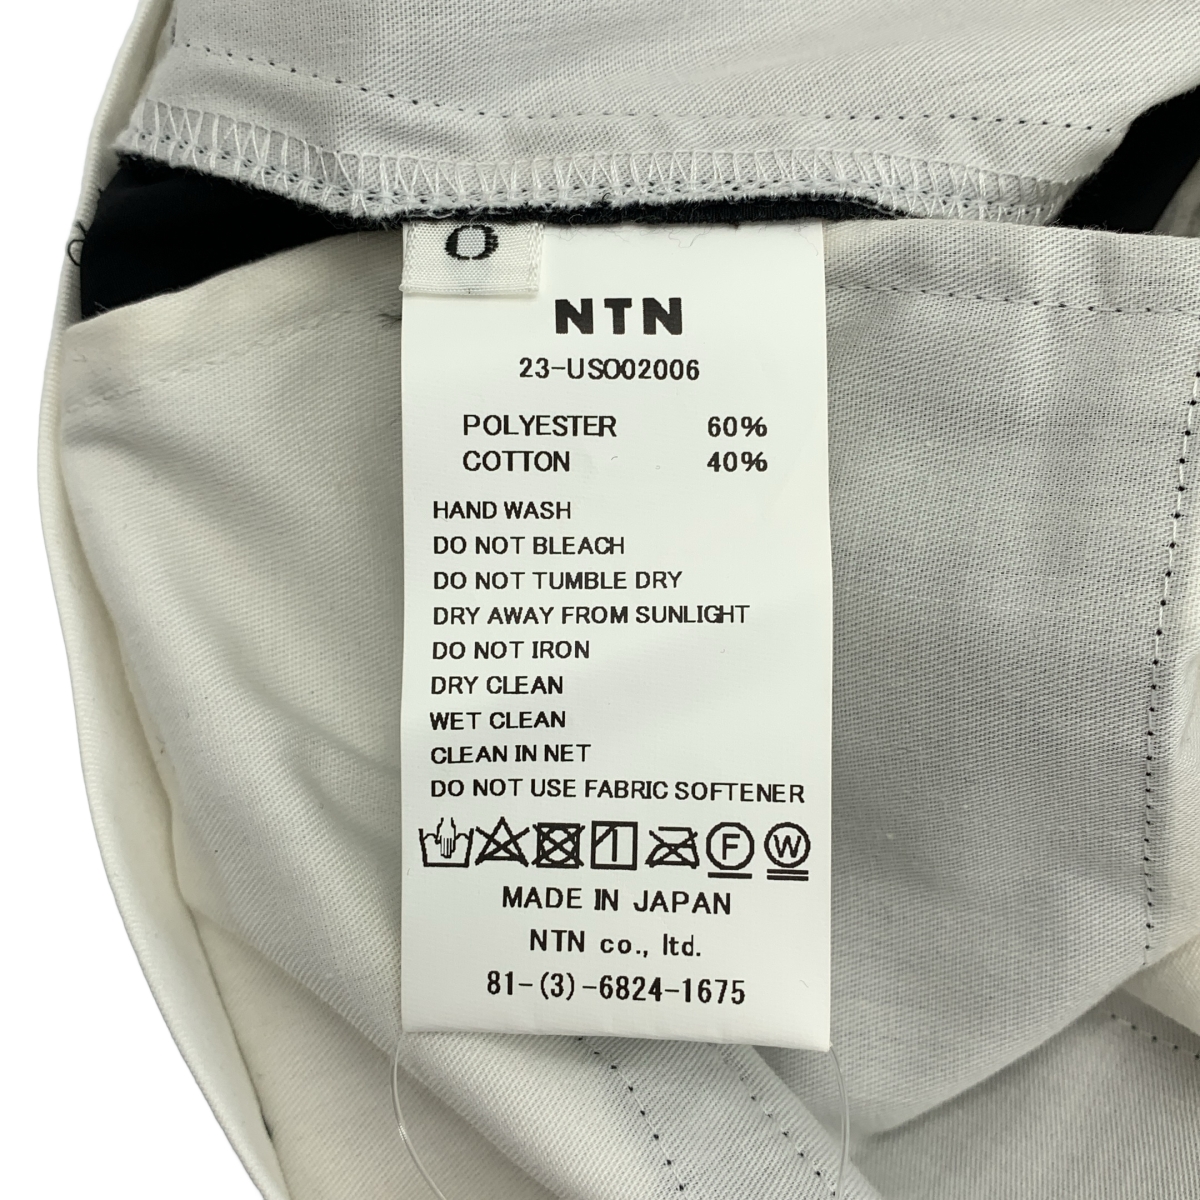 0
NTN
23-USO02006
POLYESTER 60%
COTTON 40%
HAND WASH
DO NOT BLEACH
DO NOT TUMBLE DRY
DRY AWAY FROM SUNLIGHT
DO NOT IRON
DRY CLEAN
WET CLEAN
CLEAN IN NET
DO NOT USE FABRIC SOFTENER
F W
MADE IN JAPAN
NTN co., ltd.
81-(3)-6824-1675